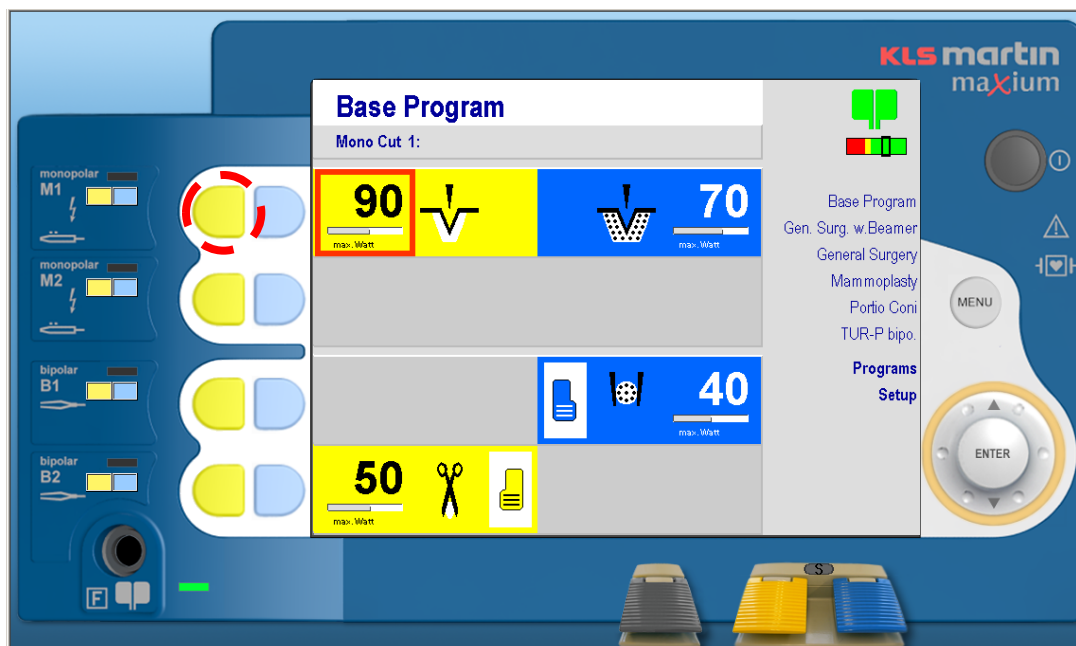 KLS martin
maxium
Base Program
Mono Cut 1:
monopolar
M1
90
max. Watt
70
max. Watt
Base Program
Gen. Surg. w.Beamer
General Surgery
Mammoplasty
Portio Coni
TUR-P bipo.
Programs
Setup
monopolar
M2
MENU
bipolar
B1
40
max. Watt
ENTER
bipolar
B2
50
max. Watt
F
S